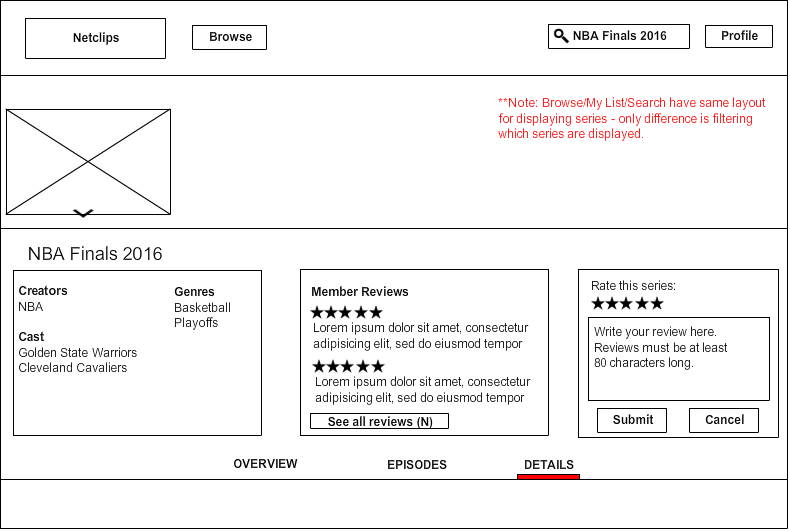 Netclips
Browse
NBA Finals 2016
Profile
**Note: Browse/My List/Search have same layout
for displaying series - only difference is filtering
which series are displayed.
NBA Finals 2016
Creators
NBA
Cast
Golden State Warriors
Cleveland Cavaliers
Genres
Basketball
Playoffs
Member Reviews
★★★★★
Lorem ipsum dolor sit amet, consectetur
adipisicing elit, sed do eiusmod tempor
★★★★★
Lorem ipsum dolor sit amet, consectetur
adipisicing elit, sed do eiusmod tempor
See all reviews (N)
Rate this series:
★★★★★
Write your review here.
Reviews must be at least
80 characters long.
Submit
Cancel
OVERVIEW
EPISODES
DETAILS